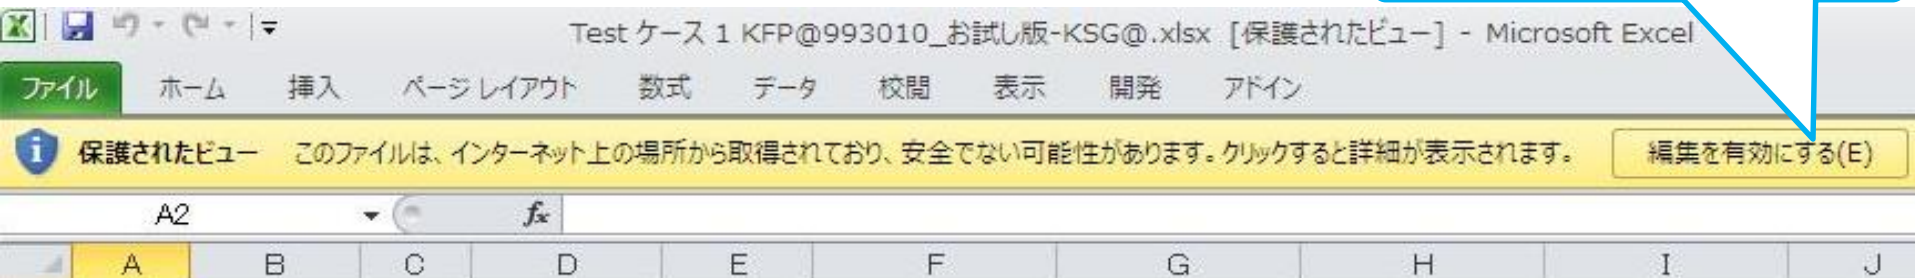 Test ケース 1 KFP@993010_お試し版-KSG@.xlsx [保護されたビュー] - Microsoft Excel
ファイル ホーム 挿入 ページ レイアウト 数式 データ 校閲 表示 開発 アドイン
保護されたビュー このファイルは、インターネット上の場所から取得されており、安全でない可能性があります。クリックすると詳細が表示されます。 編集を有効にする(E)
A2 fx
A B C D E F G H I J